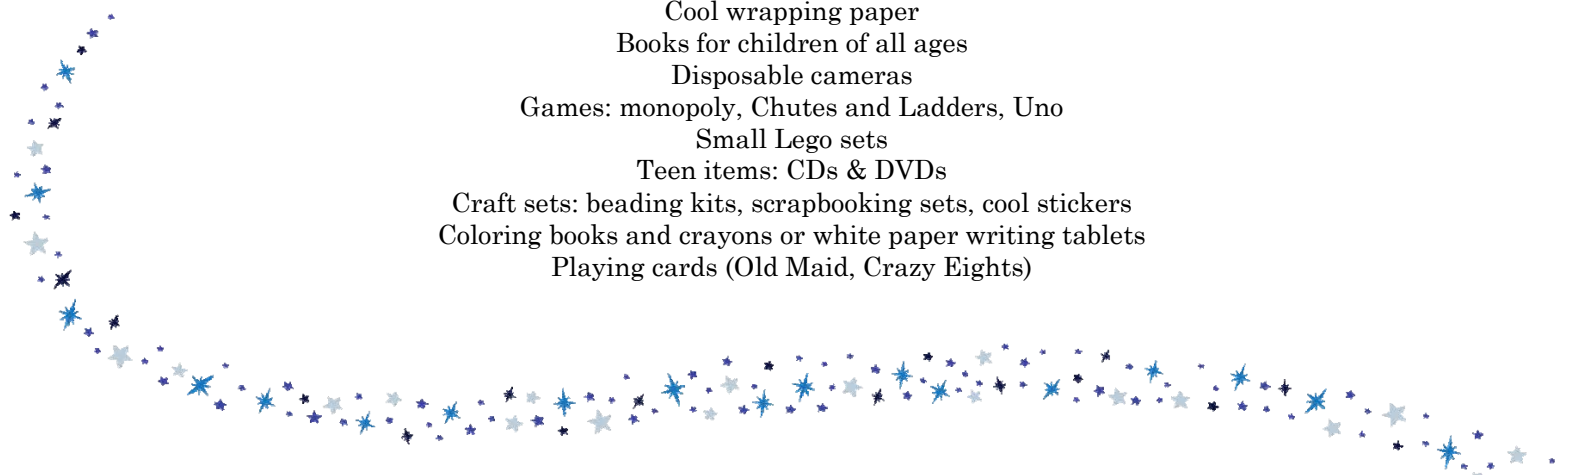 Cool wrapping paper
Books for children of all ages
Disposable cameras
Games: monopoly, Chutes and Ladders, Uno
Small Lego sets
Teen items: CDs & DVDs
Craft sets: beading kits, scrapbooking sets, cool stickers
Coloring books and crayons or white paper writing tablets
Playing cards (Old Maid, Crazy Eights)